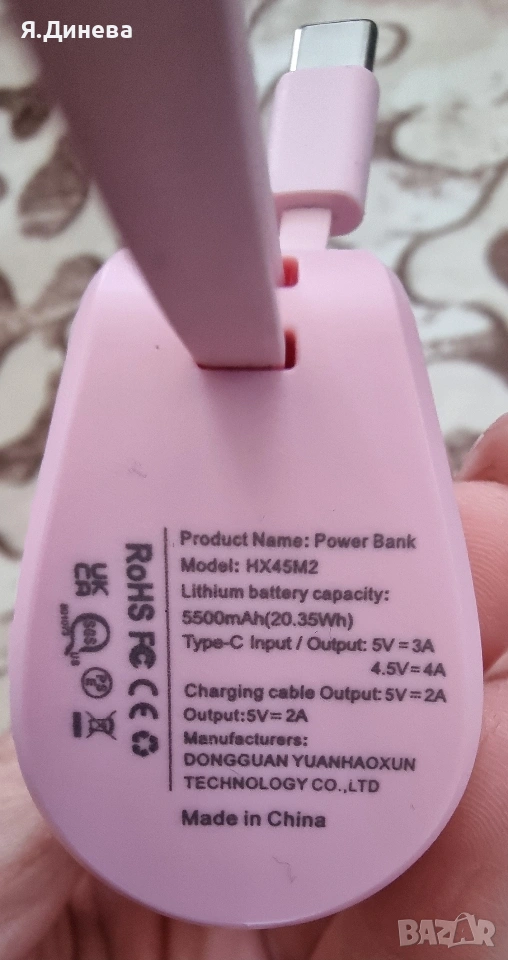 Я.Динева
Product Name: Power Bank
Model: HX45M2
Lithium battery capacity:
5500mAh(20.35Wh)
Type-C Input / Output: 5V=3A
4.5V=4A
Charging cable Output:5V=2A
Output:5V=2A
Manufacturers:
DONGGUAN YUANHAOXUN
TECHNOLOGY CO.,LTD
Made in China
RoHS FC CE
UK CA
BAZAR